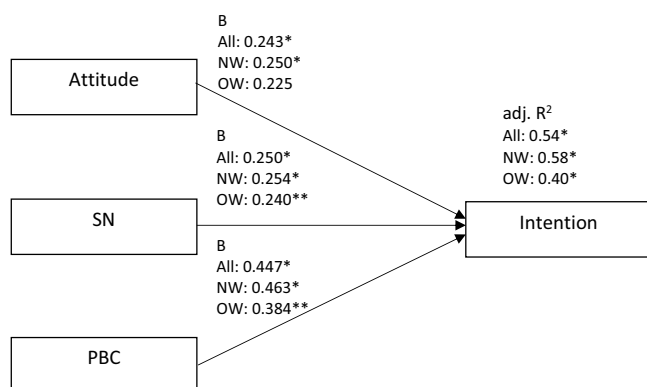 B
All: 0.243*
NW: 0.250*
OW: 0.225
Attitude
adj. R²
All: 0.54*
NW: 0.58*
OW: 0.40*
B
All: 0.250*
NW: 0.254*
OW: 0.240**
SN
Intention
B
All: 0.447*
NW: 0.463*
OW: 0.384**
PBC